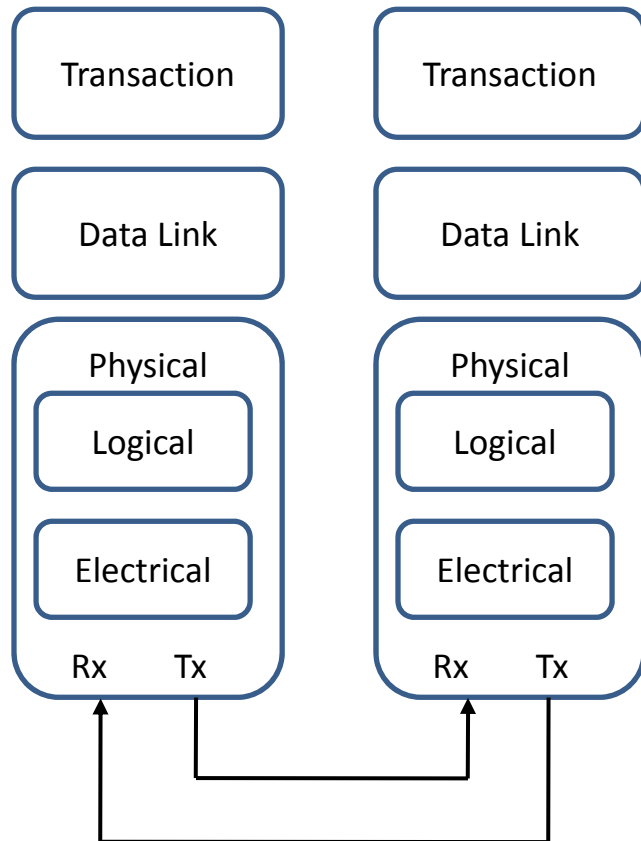 Transaction
Transaction
Data Link
Data Link
Physical
Physical
Logical
Logical
Electrical
Electrical
Rx Tx
Rx Tx